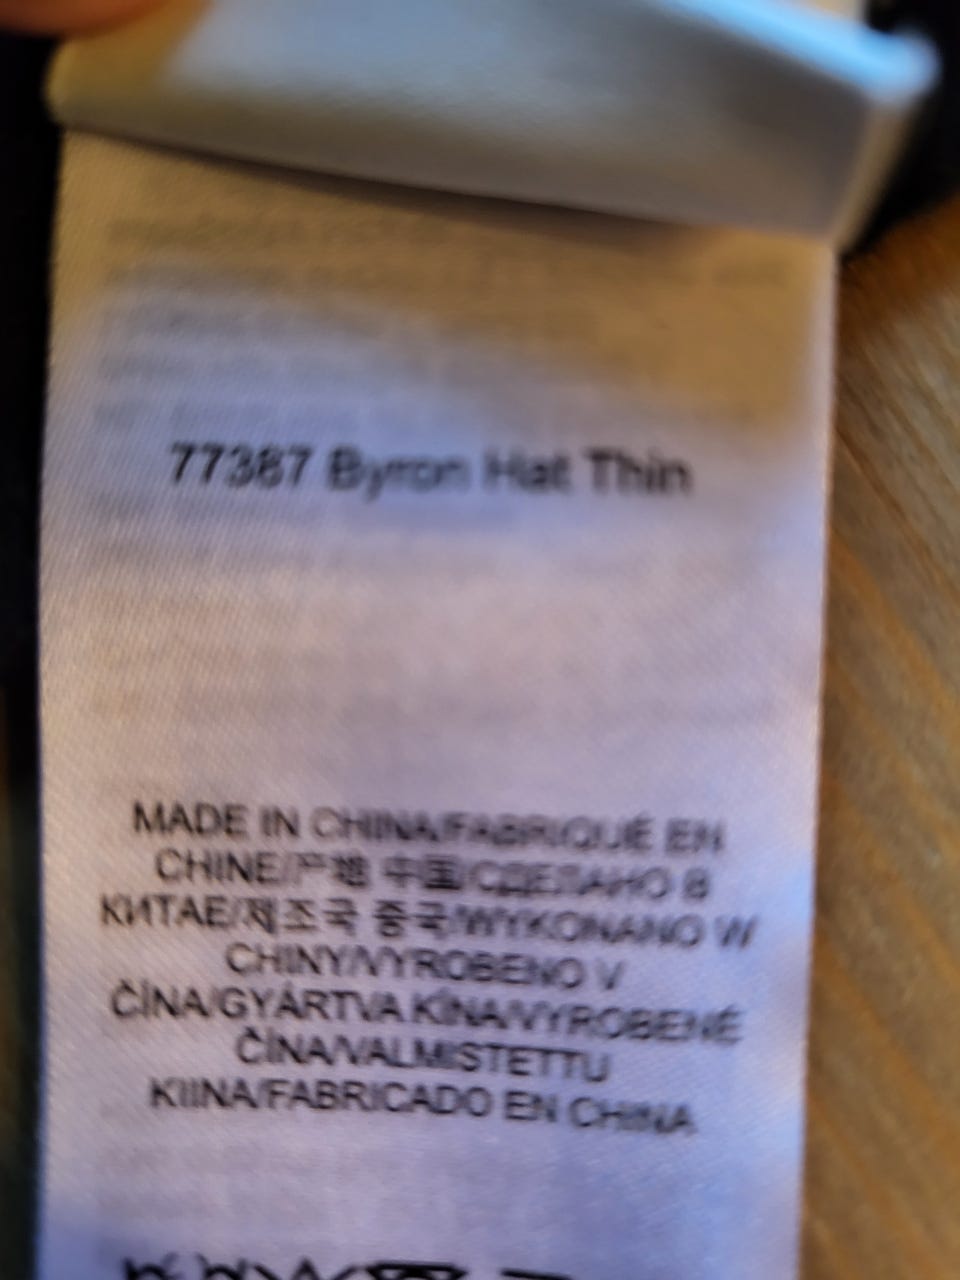 77387 Byron Hat Thin
MADE IN CHINA/FABRIQUÉ EN
CHINE/产地 中国/СДЕЛАНО В
КИТАЕ/제조국 중국/WYKONANO W
CHINY/VYROBENO V
ČÍNA/GYÁRTVA KÍNA/VYROBENÉ
ČÍNA/VALMISTETTU
KIINA/FABRICADO EN CHINA